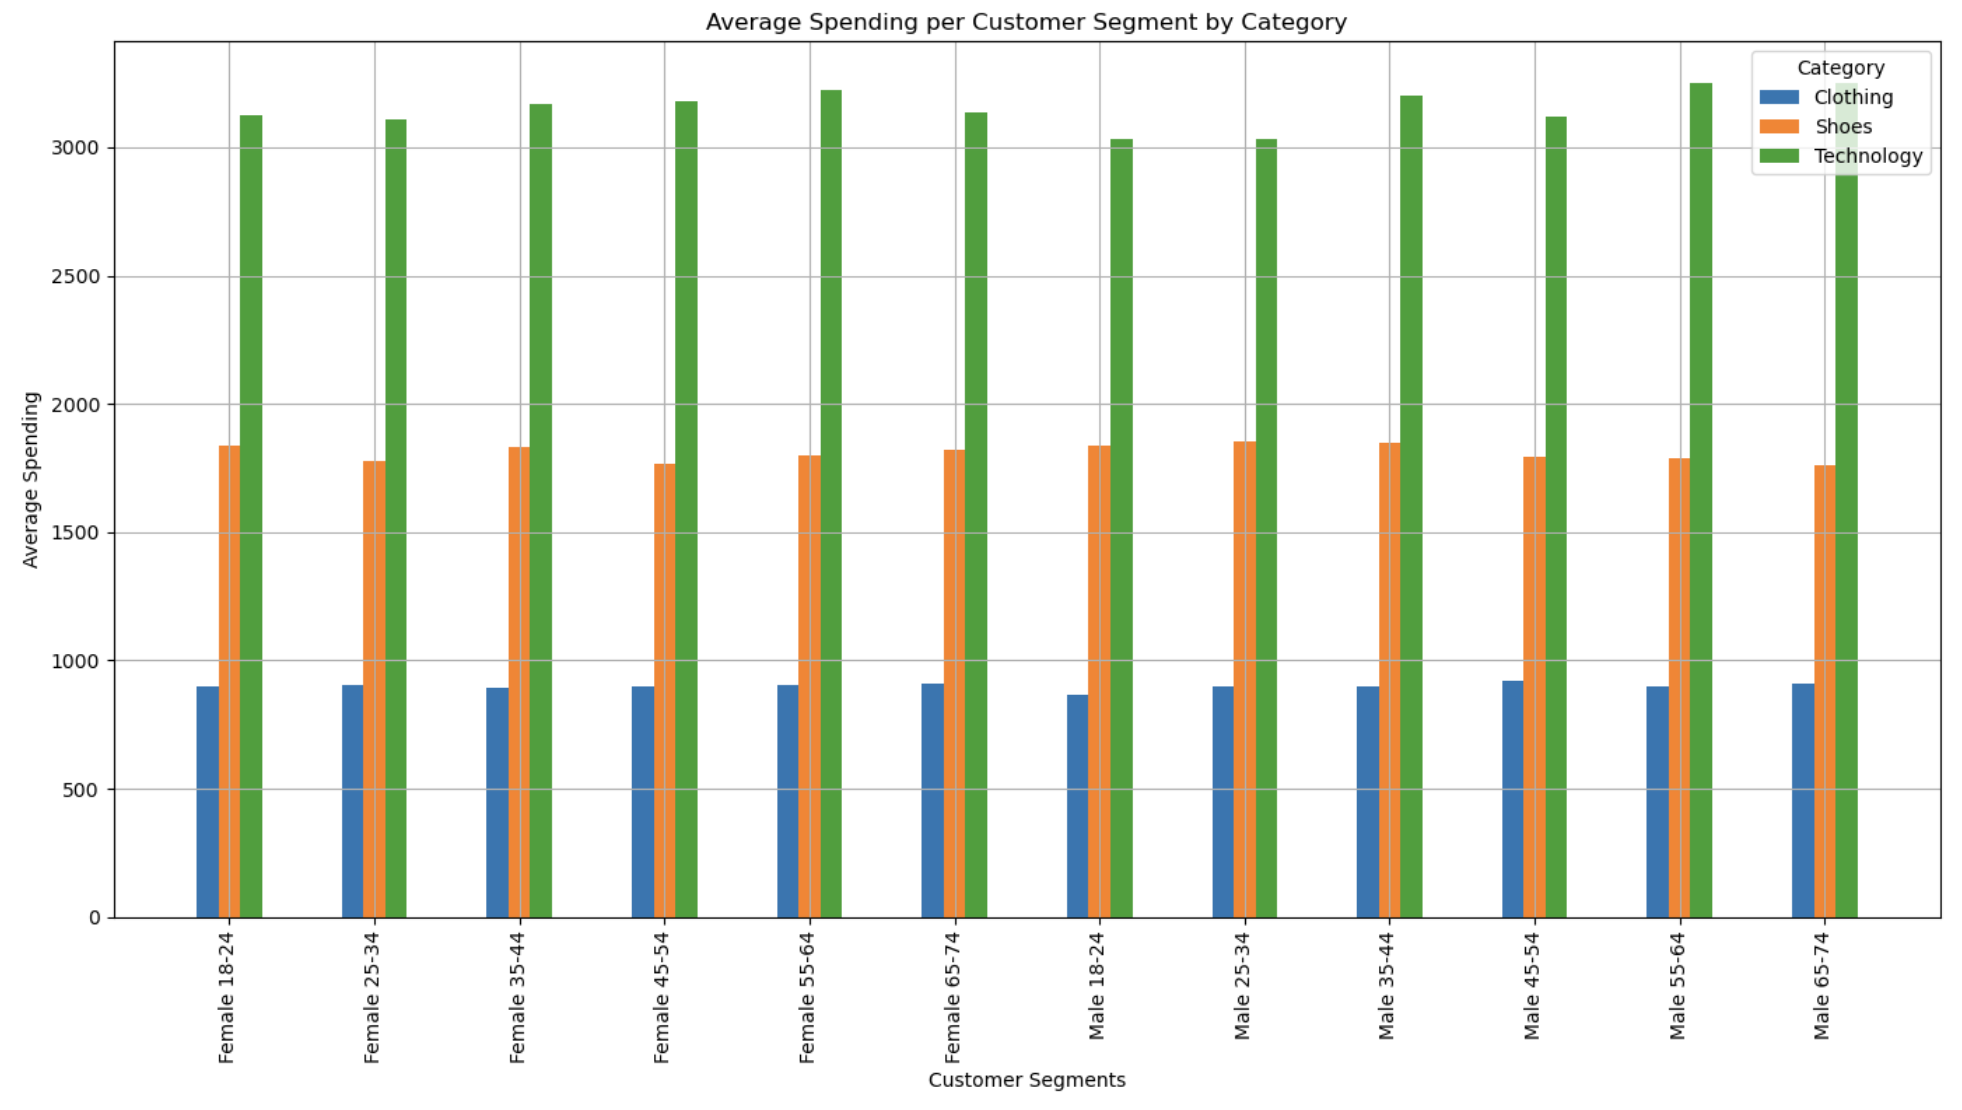 Average Spending per Customer Segment by Category
Category
Clothing
Shoes
Technology
3000
2500
2000
1500
1000
500
0
Average Spending
Female 18-24
Female 25-34
Female 35-44
Female 45-54
Female 55-64
Female 65-74
Male 18-24
Male 25-34
Male 35-44
Male 45-54
Male 55-64
Male 65-74
Customer Segments